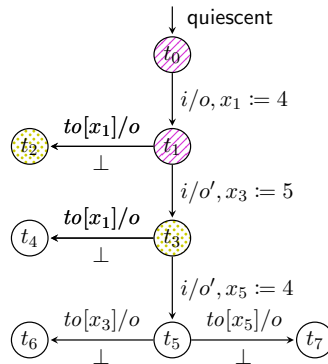 quiescent
t₀
i/o, x₁ := 4
to[x₁]/o
t₂
t₁
⊥
i/o′, x₃ := 5
to[x₁]/o
t₄
t₃
⊥
i/o′, x₅ := 4
to[x₃]/o
to[x₅]/o
t₆
t₅
t₇
⊥
⊥